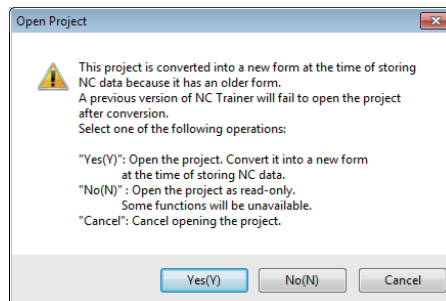 Open Project
This project is converted into a new form at the time of storing
NC data because it has an older form.
A previous version of NC Trainer will fail to open the project
after conversion.
Select one of the following operations:
"Yes(Y)": Open the project. Convert it into a new form
at the time of storing NC data.
"No(N)" : Open the project as read-only.
Some functions will be unavailable.
"Cancel": Cancel opening the project.
Yes(Y) No(N) Cancel